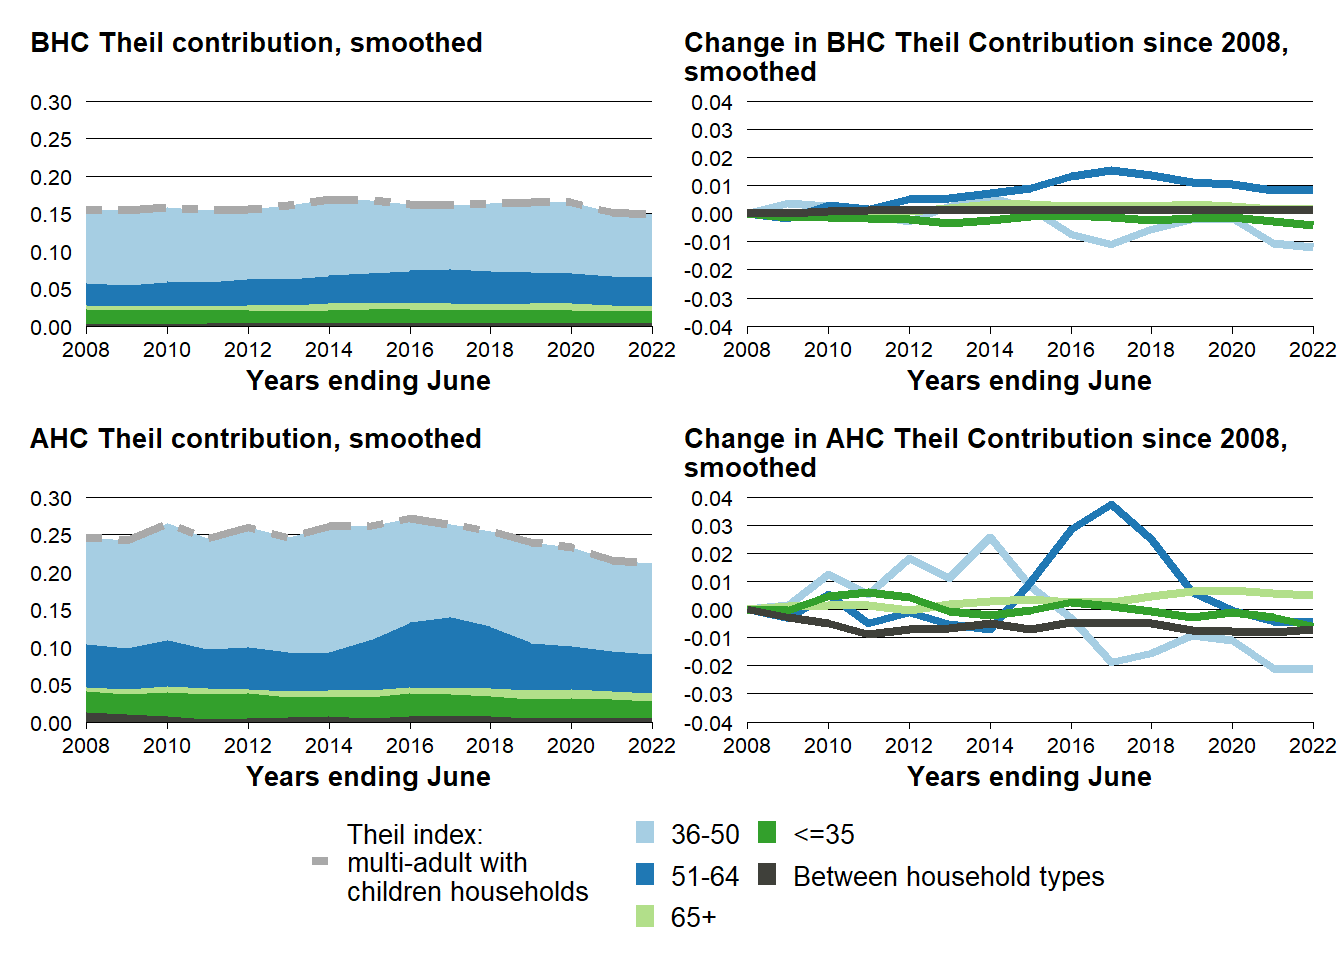 BHC Theil contribution, smoothed
0.30
0.25
0.20
0.15
0.10
0.05
0.00
2008 2010 2012 2014 2016 2018 2020 2022
Years ending June
Change in BHC Theil Contribution since 2008,
smoothed
0.04
0.03
0.02
0.01
0.00
-0.01
-0.02
-0.03
-0.04
2008 2010 2012 2014 2016 2018 2020 2022
Years ending June
AHC Theil contribution, smoothed
0.30
0.25
0.20
0.15
0.10
0.05
0.00
2008 2010 2012 2014 2016 2018 2020 2022
Years ending June
Change in AHC Theil Contribution since 2008,
smoothed
0.04
0.03
0.02
0.01
0.00
-0.01
-0.02
-0.03
-0.04
2008 2010 2012 2014 2016 2018 2020 2022
Years ending June
Theil index:
multi-adult with
children households
36-50
51-64
65+
<=35
Between household types